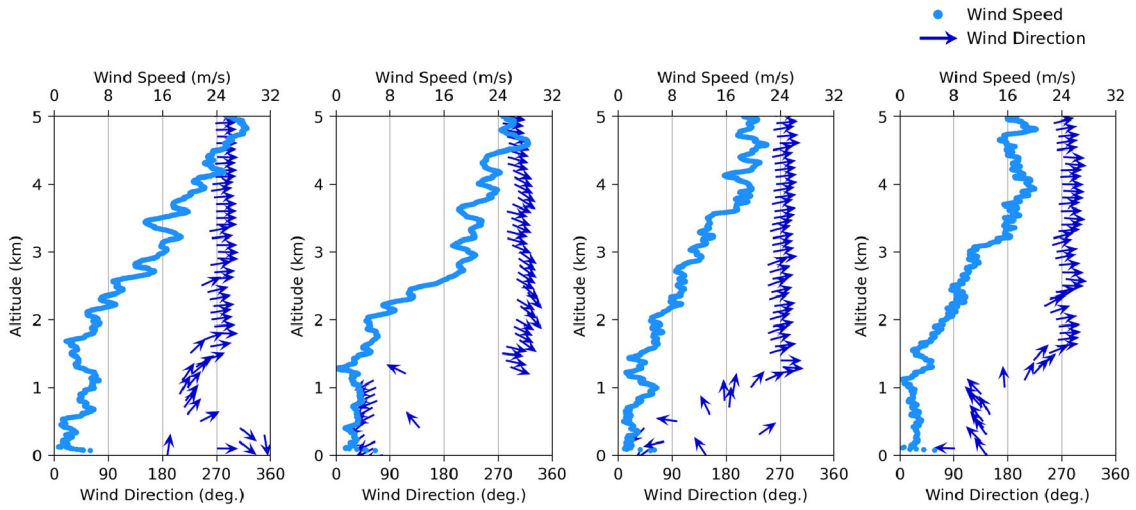 Wind Speed
Wind Direction
Wind Speed (m/s) Wind Speed (m/s) Wind Speed (m/s) Wind Speed (m/s)
0 8 16 24 32 0 8 16 24 32 0 8 16 24 32 0 8 16 24 32
5 5 5 5
4 4 4 4
3 3 3 3
2 2 2 2
1 1 1 1
0 0 0 0
Altitude (km) Altitude (km) Altitude (km) Altitude (km)
0 90 180 270 360 0 90 180 270 360 0 90 180 270 360 0 90 180 270 360
Wind Direction (deg.) Wind Direction (deg.) Wind Direction (deg.) Wind Direction (deg.)